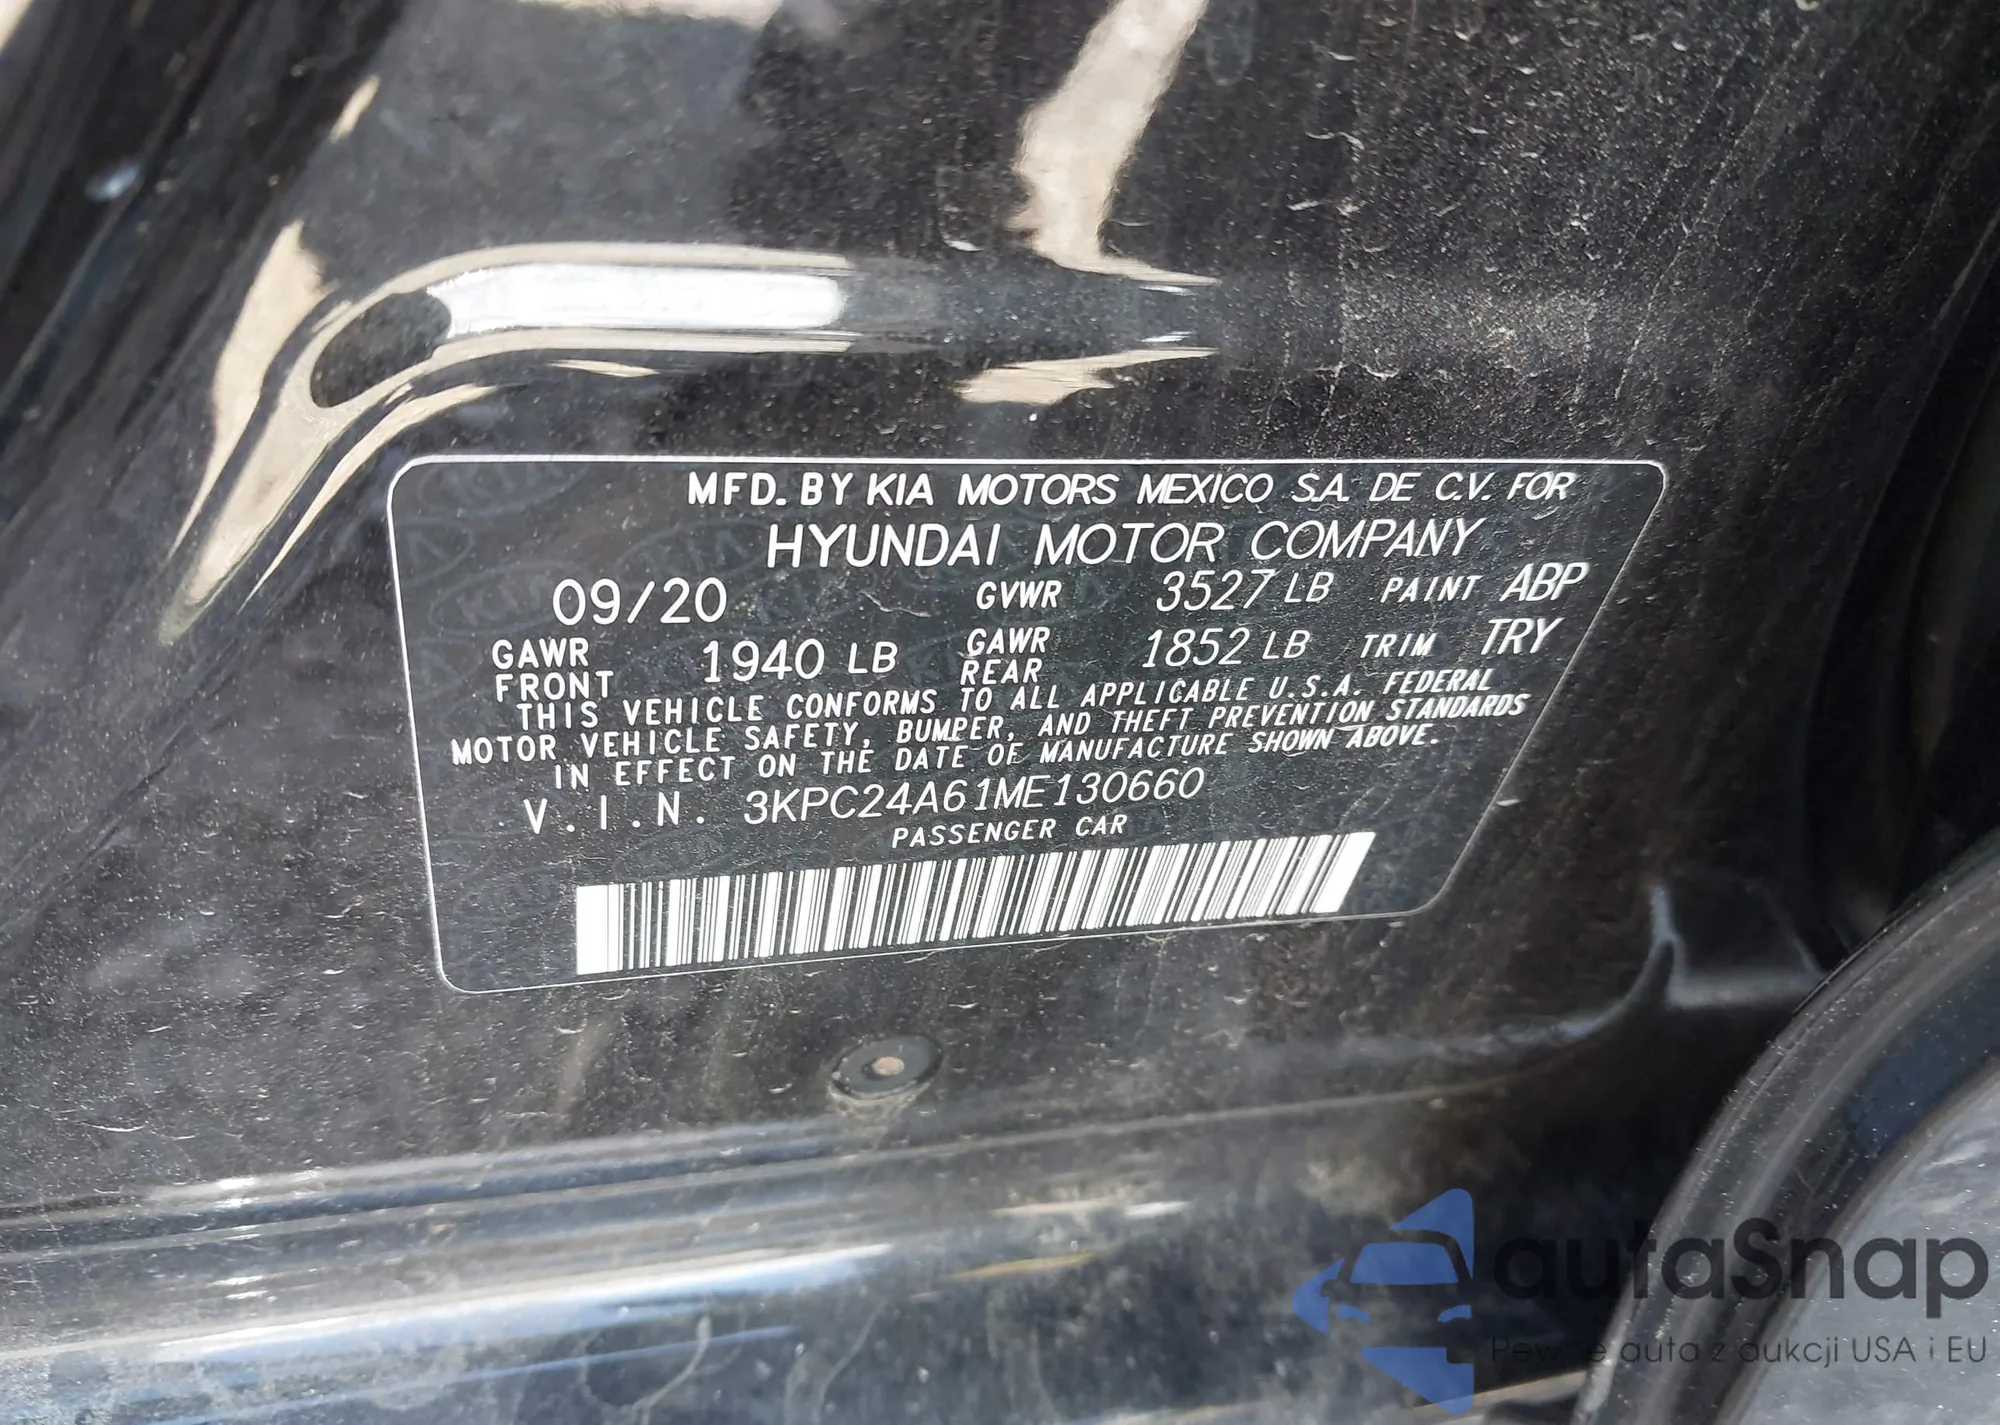 MFD. BY KIA MOTORS MEXICO S.A. DE C.V. FOR
HYUNDAI MOTOR COMPANY
09/20 GVWR 3527 LB PAINT ABP
GAWR FRONT 1940 LB GAWR REAR 1852 LB TRIM TRY
THIS VEHICLE CONFORMS TO ALL APPLICABLE U.S.A. FEDERAL
MOTOR VEHICLE SAFETY, BUMPER, AND THEFT PREVENTION STANDARDS
IN EFFECT ON THE DATE OF MANUFACTURE SHOWN ABOVE.
V.I.N. 3KPC24A61ME130660
PASSENGER CAR
autaSnap
Pewne auta z aukcji USA i EU